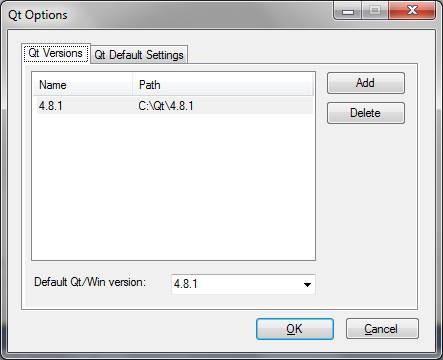 Qt Options
Qt Versions Qt Default Settings
Name Path Add
4.8.1 C:\Qt\4.8.1
Delete
Default Qt/Win version: 4.8.1
OK Cancel